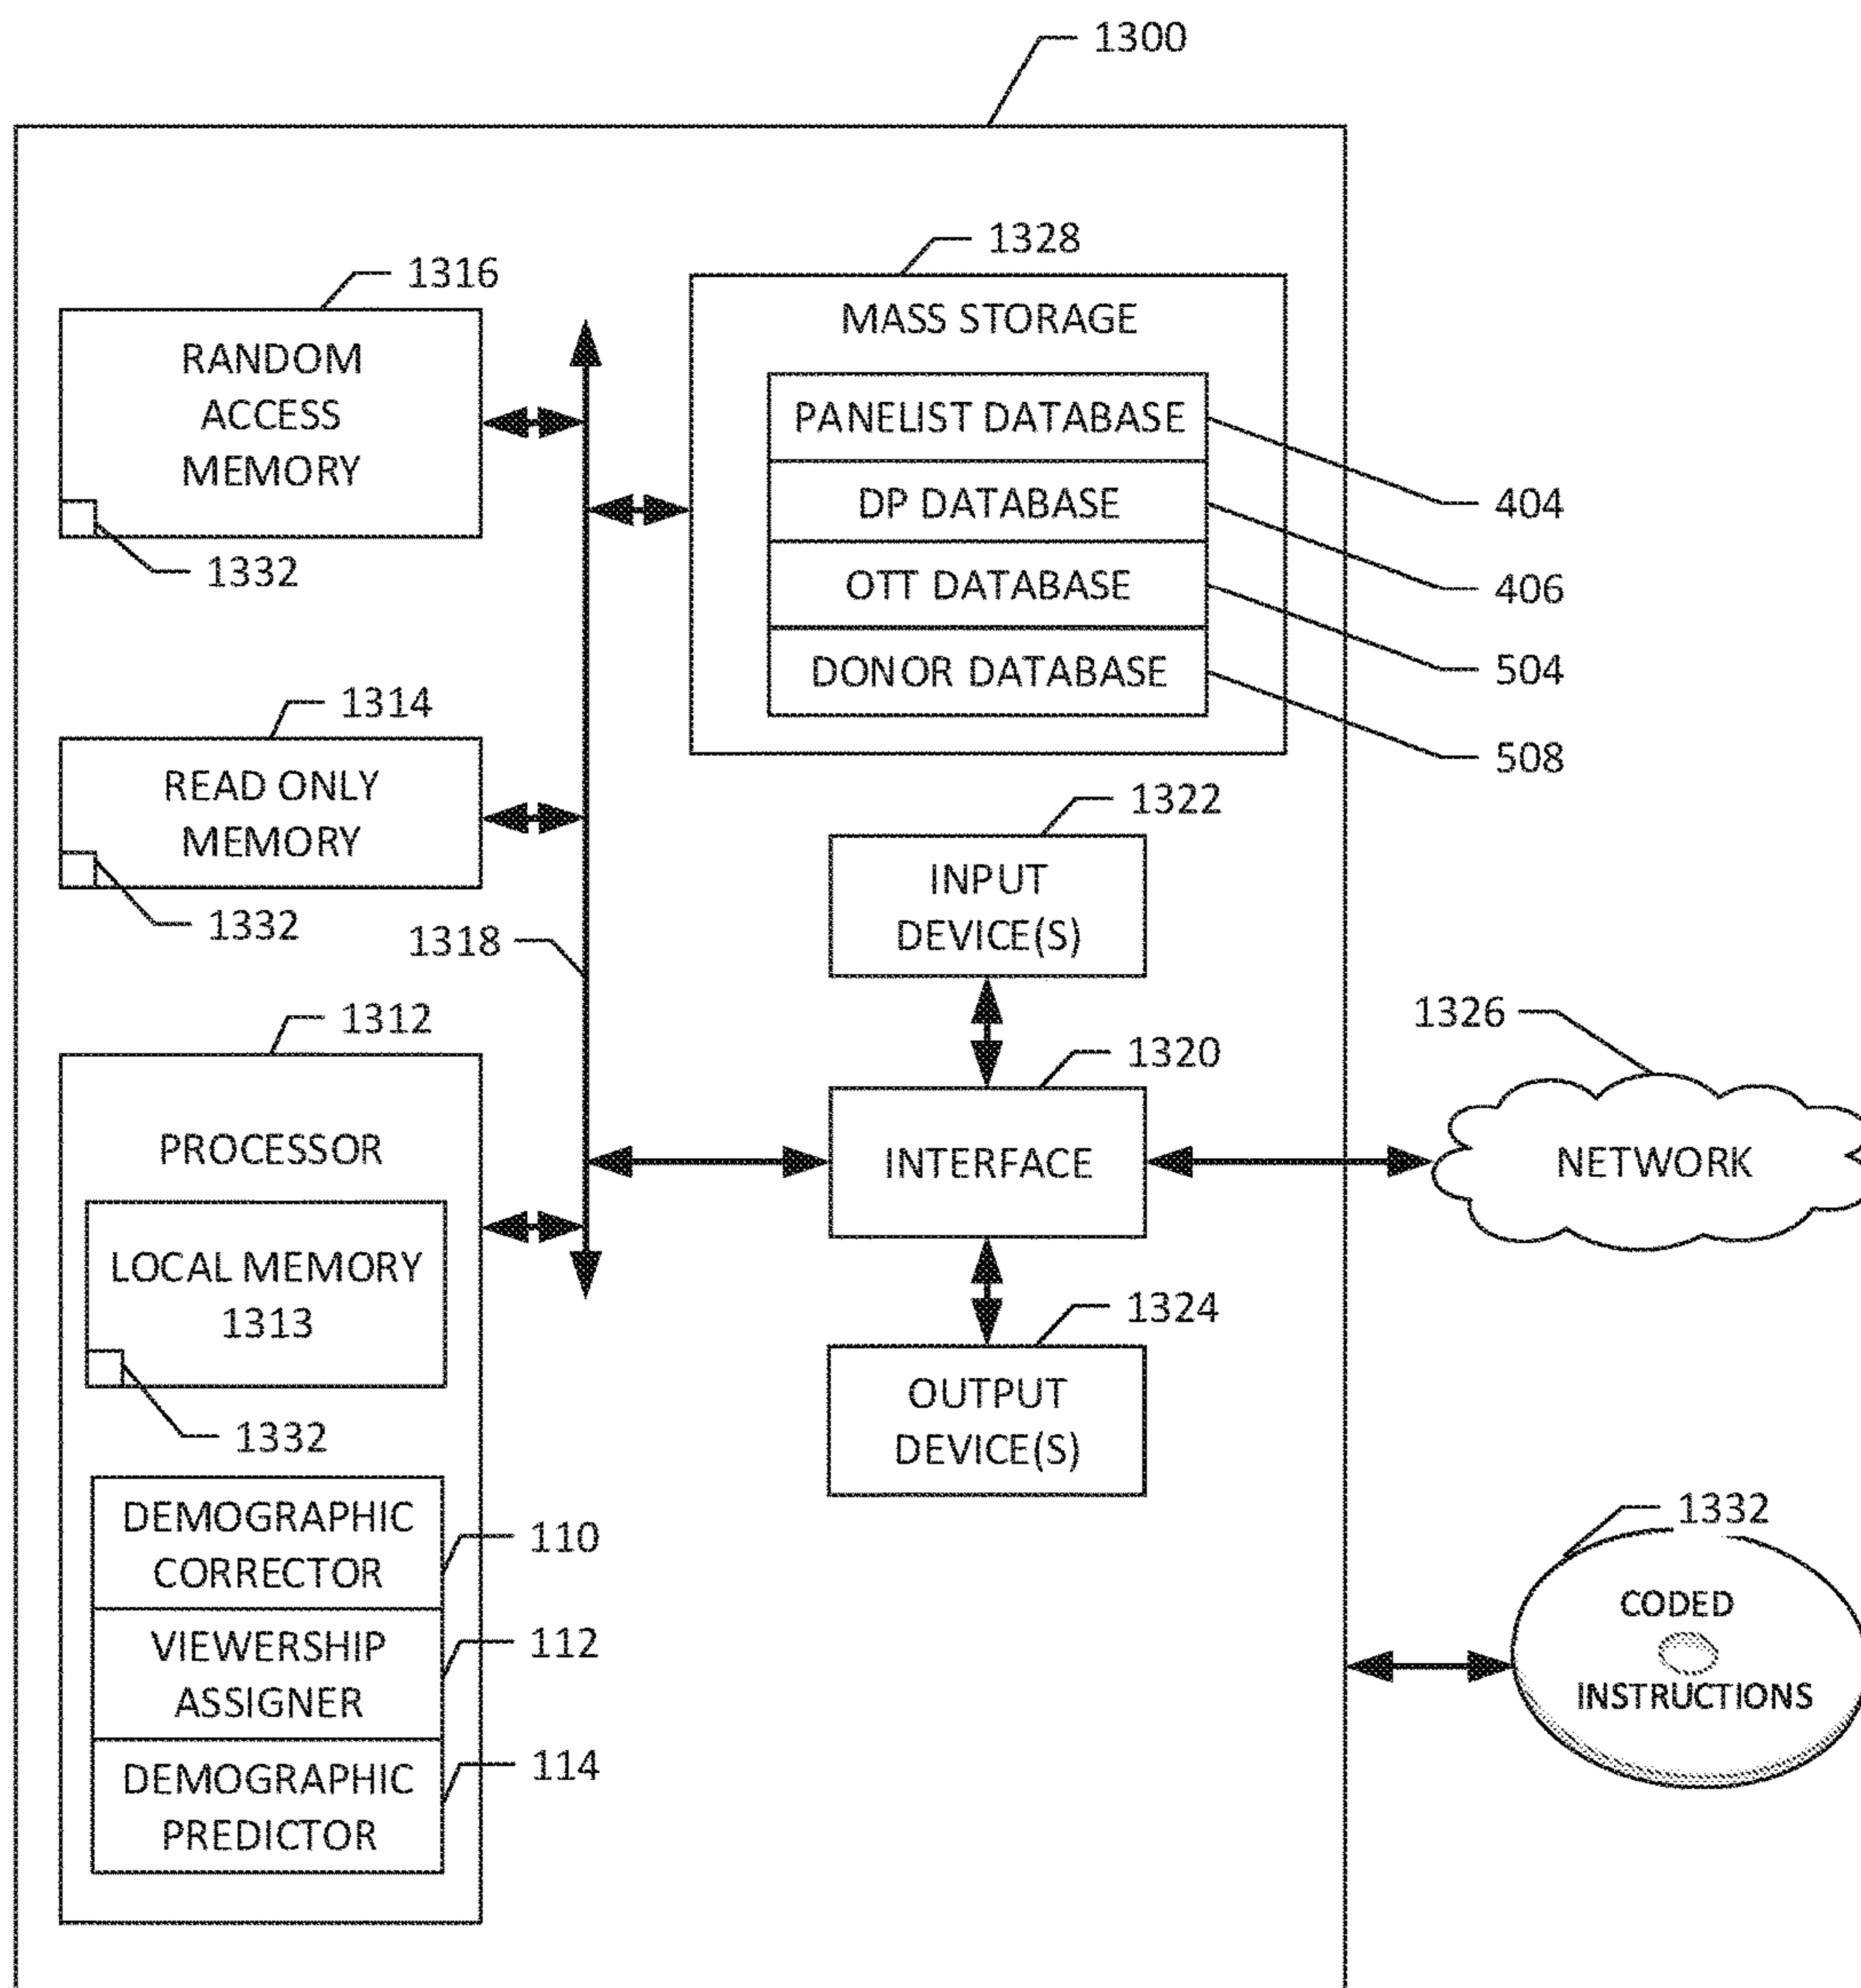 1300
1316
RANDOM
ACCESS
MEMORY
1332
1328
MASS STORAGE
PANELIST DATABASE
DP DATABASE
OTT DATABASE
DONOR DATABASE
404
406
504
508
1314
READ ONLY
MEMORY
1332
1318
1322
INPUT
DEVICE(S)
1312
PROCESSOR
LOCAL MEMORY
1313
1332
1320
INTERFACE
1326
NETWORK
1324
OUTPUT
DEVICE(S)
DEMOGRAPHIC
CORRECTOR
110
VIEWERSHIP
ASSIGNER
112
DEMOGRAPHIC
PREDICTOR
114
1332
CODED
INSTRUCTIONS